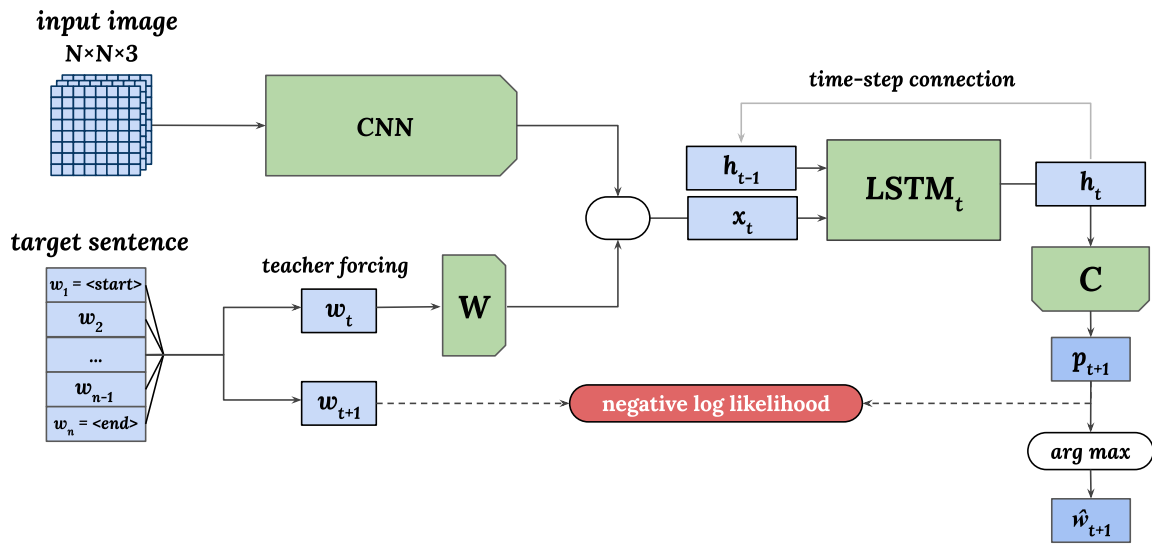 input image
N×N×3
CNN
time-step connection
h_{t-1}
LSTM_t
h_t
x_t
target sentence
w_1 = <start>
w_2
...
w_{n-1}
w_n = <end>
teacher forcing
w_t
W
w_{t+1}
negative log likelihood
C
p_{t+1}
arg max
ŵ_{t+1}